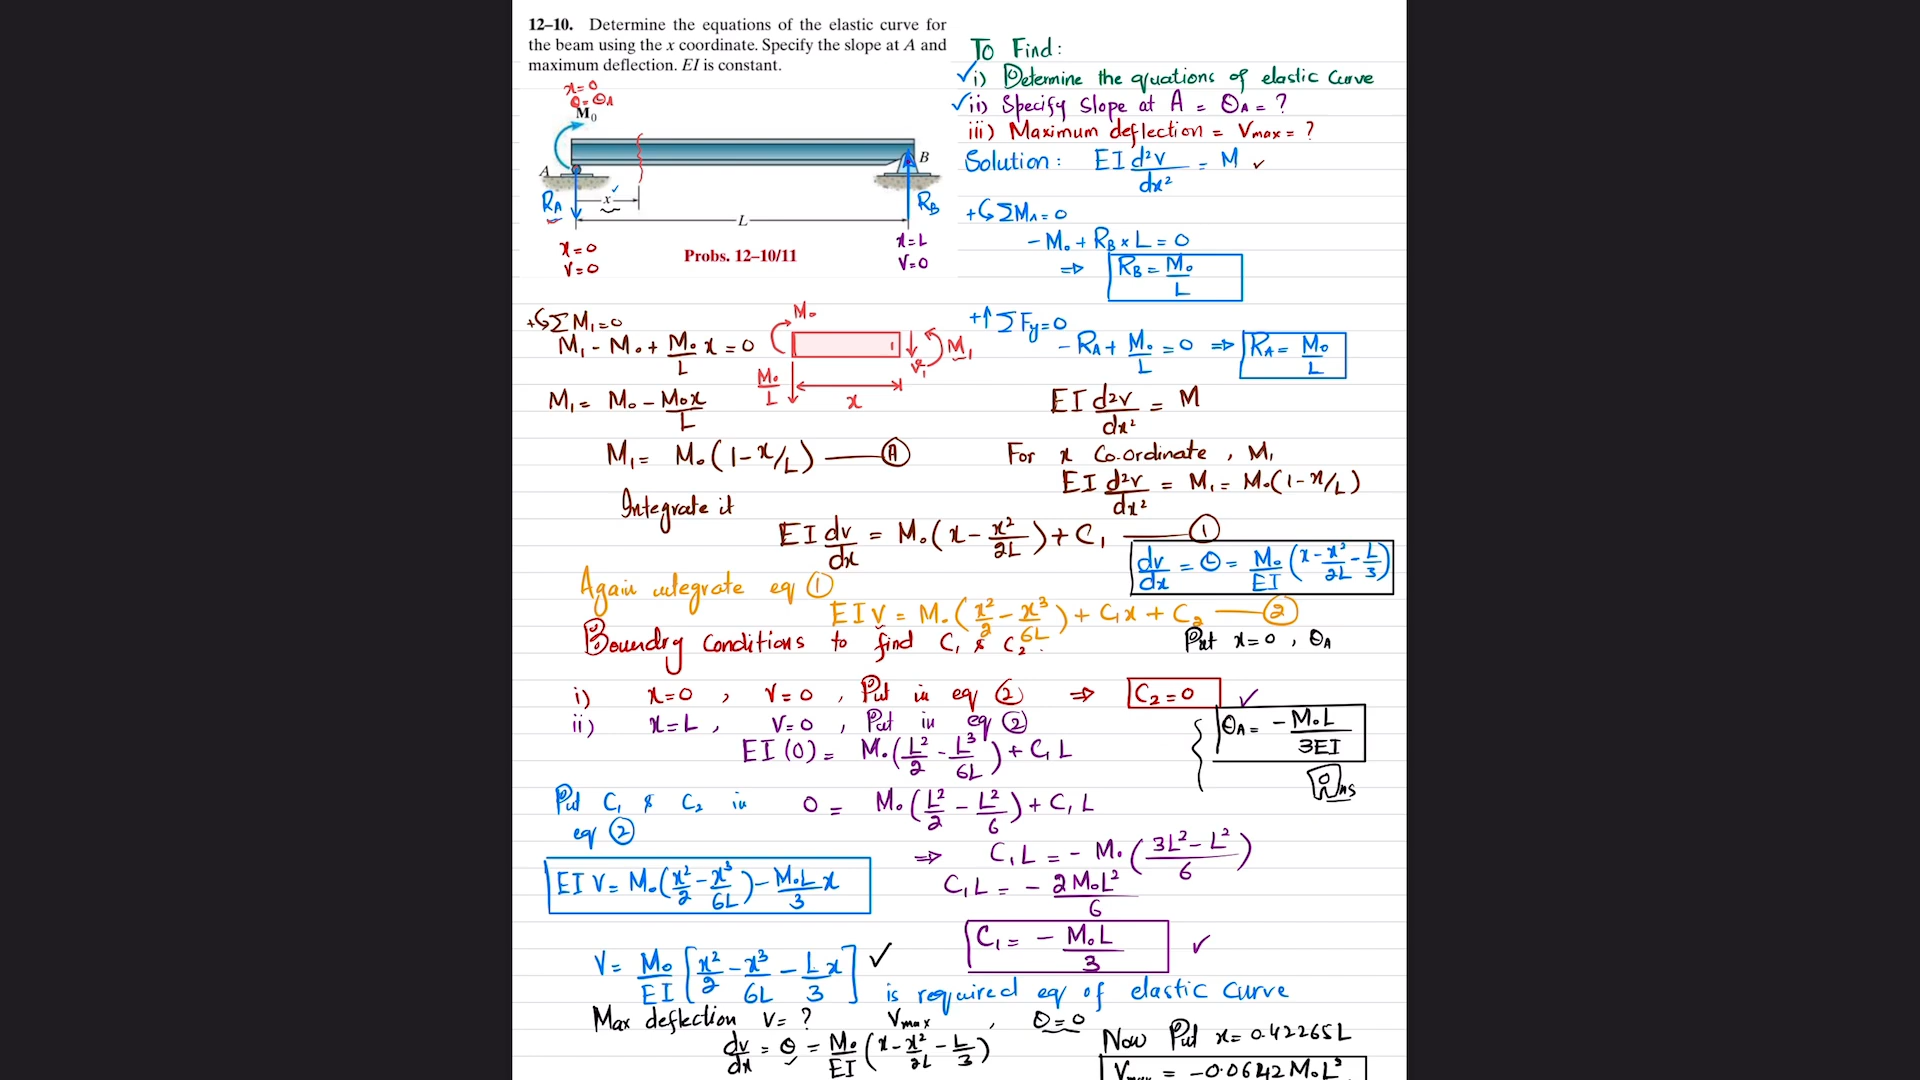 12–10. Determine the equations of the elastic curve for
the beam using the x coordinate. Specify the slope at A and
maximum deflection. EI is constant.
x=0
θ=θA
M0
A
B
RA
x
RB
L
x=0
V=0
Probs. 12–10/11
x=L
V=0
To Find:
✓i) Determine the quations of elastic Curve
✓ii) Specify Slope at A = θA = ?
iii) Maximum deflection = Vmax = ?
Solution: EI d²v/dx² = M ✓
+↺ΣMA=0
-M₀ + RB × L = 0
⇒ RB = M₀/L
+↑ΣFy=0
-RA + M₀/L = 0 ⇒ RA = M₀/L
+↺ΣM₁=0
M₁ - M₀ + M₀/L x = 0
M₁ = M₀ - M₀x/L
M₁ = M₀(1-x/L) —— Ⓐ
M₀
1
M₁
V₁
M₀/L
x
EI d²v/dx² = M
For x Co-ordinate, M₁
EI d²v/dx² = M₁ = M₀(1-x/L)
Integrate it
EI dv/dx = M₀(x - x²/2L) + C₁ —— ①
dv/dx = θ = M₀/EI (x - x²/2L - L/3)
Again integrate eq ①
EIV = M₀(x²/2 - x³/6L) + C₁x + C₂ —— ②
Put x=0, θA
Boundry Conditions to find C₁ & C₂.
i) x=0, V=0, Put in eq ② ⇒ C₂=0 ✓
ii) x=L, V=0, Put in eq ②
EI(0) = M₀(L²/2 - L³/6L) + C₁L
θA = -M₀L/3EI
Ans
0 = M₀(L²/2 - L²/6) + C₁L
Put C₁ & C₂ in
eq ②
⇒ C₁L = - M₀(3L²-L²/6)
C₁L = - 2M₀L²/6
EI V = M₀(x²/2 - x³/6L) - M₀L/3 x
C₁ = - M₀L/3 ✓
V = M₀/EI [x²/2 - x³/6L - L/3 x] ✓
is required eq of elastic curve
Max deflection V = ? Vmax, θ=0
dv/dx = θ = M₀/EI (x - x²/2L - L/3)
Now Put x = 0.42265L
Vmax = -0.0642 M₀L²